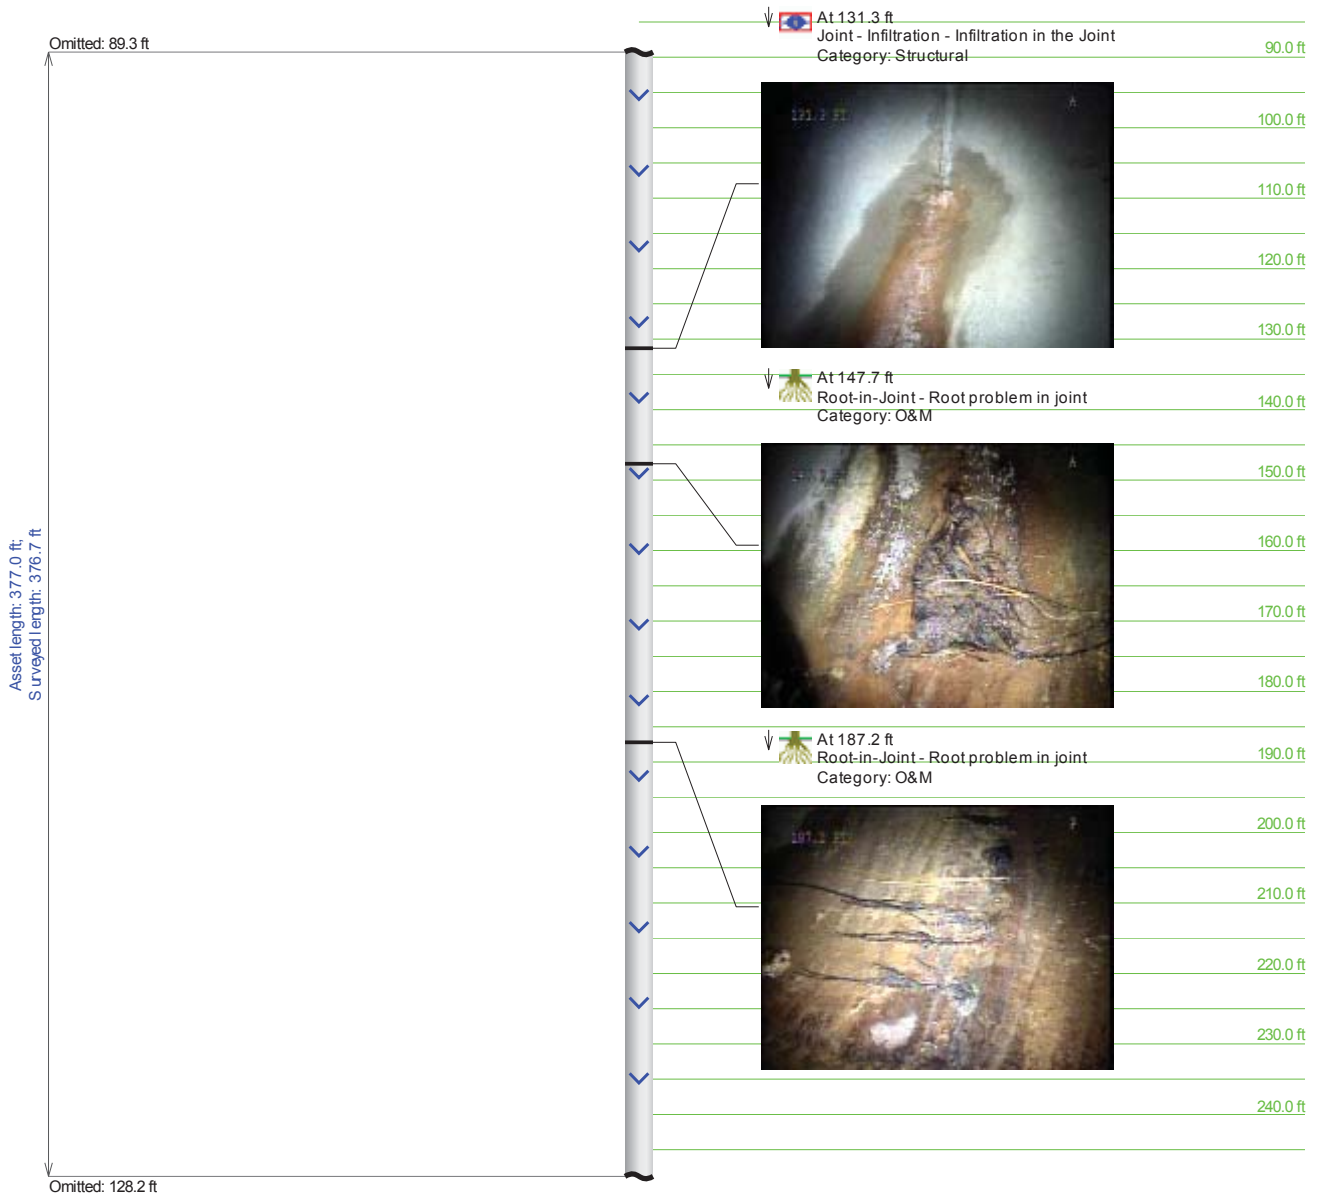 At 131.3 ft
Joint - Infiltration - Infiltration in the Joint
Category: Structural
Omitted: 89.3 ft
90.0 ft
100.0 ft
110.0 ft
120.0 ft
130.0 ft
At 147.7 ft
Root-in-Joint - Root problem in joint
Category: O&M
140.0 ft
150.0 ft
160.0 ft
170.0 ft
180.0 ft
Asset length: 377.0 ft;
Surveyed length: 376.7 ft
At 187.2 ft
Root-in-Joint - Root problem in joint
Category: O&M
190.0 ft
200.0 ft
210.0 ft
220.0 ft
230.0 ft
240.0 ft
Omitted: 128.2 ft